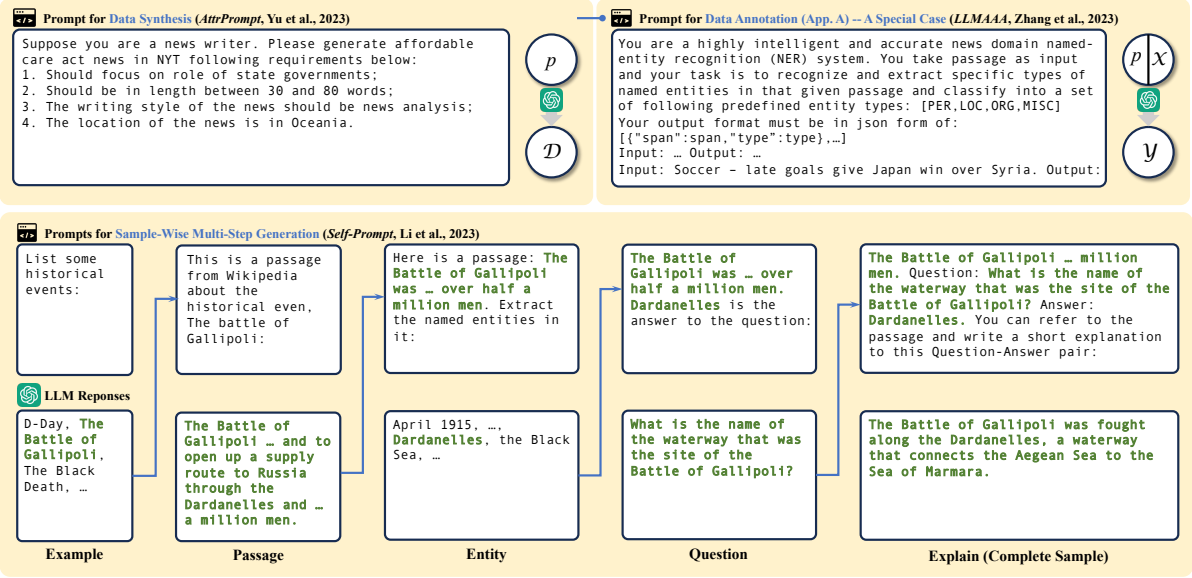 Prompt for Data Synthesis (AttrPrompt, Yu et al., 2023)
Suppose you are a news writer. Please generate affordable
care act news in NYT following requirements below:
1. Should focus on role of state governments;
2. Should be in length between 30 and 80 words;
3. The writing style of the news should be news analysis;
4. The location of the news is in Oceania.
p
D
Prompt for Data Annotation (App. A) -- A Special Case (LLMAAA, Zhang et al., 2023)
You are a highly intelligent and accurate news domain named-
entity recognition (NER) system. You take passage as input
and your task is to recognize and extract specific types of
named entities in that given passage and classify into a set
of following predefined entity types: [PER,LOC,ORG,MISC]
Your output format must be in json form of:
[{"span":span,"type”:type},…]
Input: … Output: …
Input: Soccer – late goals give Japan win over Syria. Output:
p X
Y
Prompts for Sample-Wise Multi-Step Generation (Self-Prompt, Li et al., 2023)
List some
historical
events:
This is a passage
from Wikipedia
about the
historical even,
The battle of
Gallipoli:
Here is a passage: The
Battle of Gallipoli
was … over half a
million men. Extract
the named entities in
it:
The Battle of
Gallipoli was … over
half a million men.
Dardanelles is the
answer to the question:
The Battle of Gallipoli … million
men. Question: What is the name of
the waterway that was the site of the
Battle of Gallipoli? Answer:
Dardanelles. You can refer to the
passage and write a short explanation
to this Question-Answer pair:
LLM Reponses
D-Day, The
Battle of
Gallipoli,
The Black
Death, …
The Battle of
Gallipoli … and to
open up a supply
route to Russia
through the
Dardanelles and …
a million men.
April 1915, …,
Dardanelles, the Black
Sea, …
What is the name of
the waterway that was
the site of the
Battle of Gallipoli?
The Battle of Gallipoli was fought
along the Dardanelles, a waterway
that connects the Aegean Sea to the
Sea of Marmara.
Example
Passage
Entity
Question
Explain (Complete Sample)